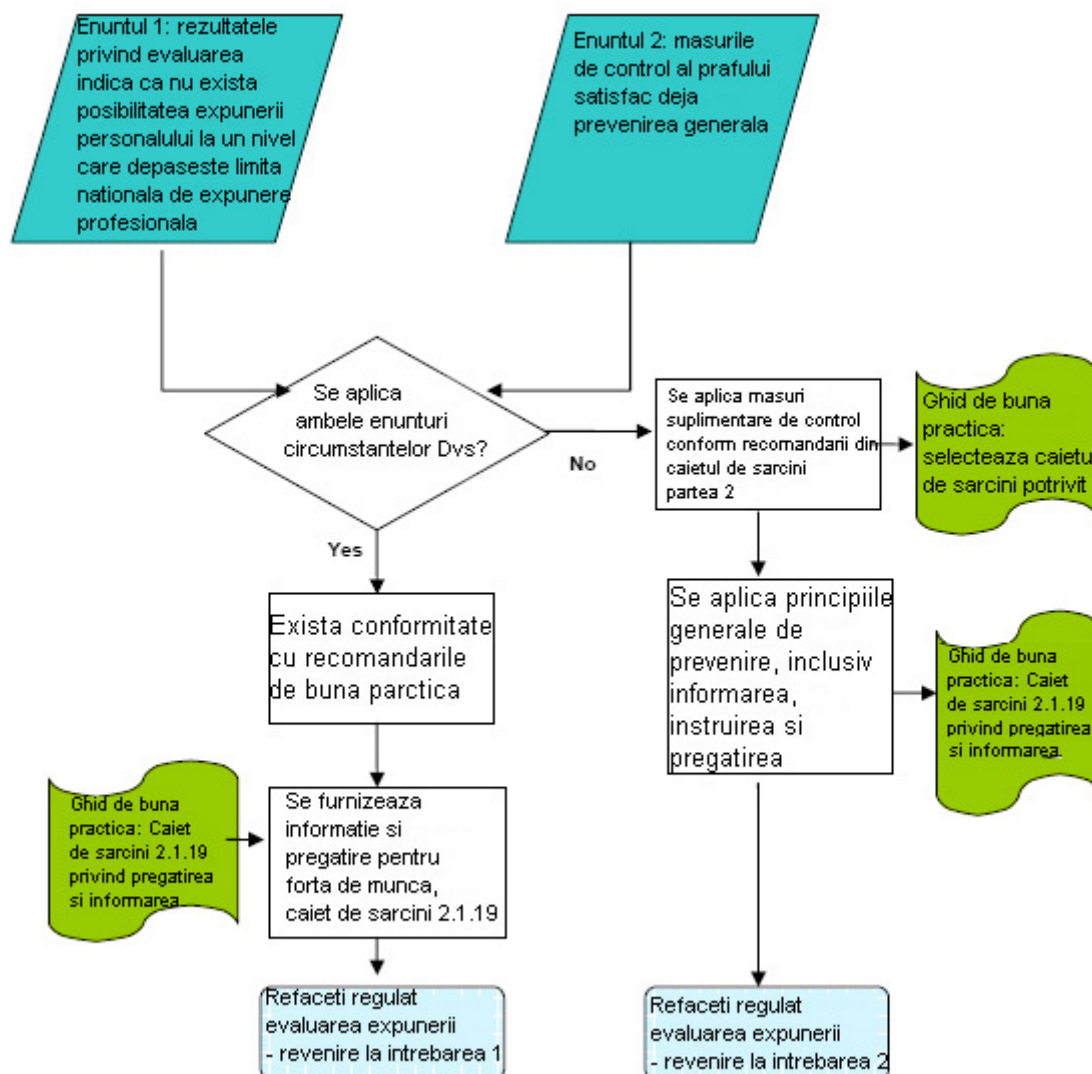 Enuntul 1: rezultatele
privind evaluarea
indica ca nu exista
posibilitatea expunerii
personalului la un nivel
care depaseste limita
nationala de expunere
profesionala
Enuntul 2: masurile
de control al prafului
satisfac deja
prevenirea generala
Se aplica
ambele enunturi
circumstantelor Dvs?
No
Yes
Se aplica masuri
suplimentare de control
conform recomandarii din
caietul de sarcini
partea 2
Ghid de buna
practica:
selecteaza caietu
de sarcini potrivit
Exista conformitate
cu recomandarile
de buna parctica
Se aplica principiile
generale de
prevenire, inclusiv
informarea,
instruirea si
pregatirea
Ghid de buna
practica: Caiet
de sarcini 2.1.19
privind pregatirea
si informarea.
Ghid de buna
practica: Caiet
de sarcini 2.1.19
privind pregatirea
si informarea
Se furnizeaza
informatie si
pregatire pentru
forta de munca,
caiet de sarcini 2.1.19
Refaceti regulat
evaluarea expunerii
- revenire la intrebarea 1
Refaceti regulat
evaluarea expunerii
- revenire la intrebarea 2